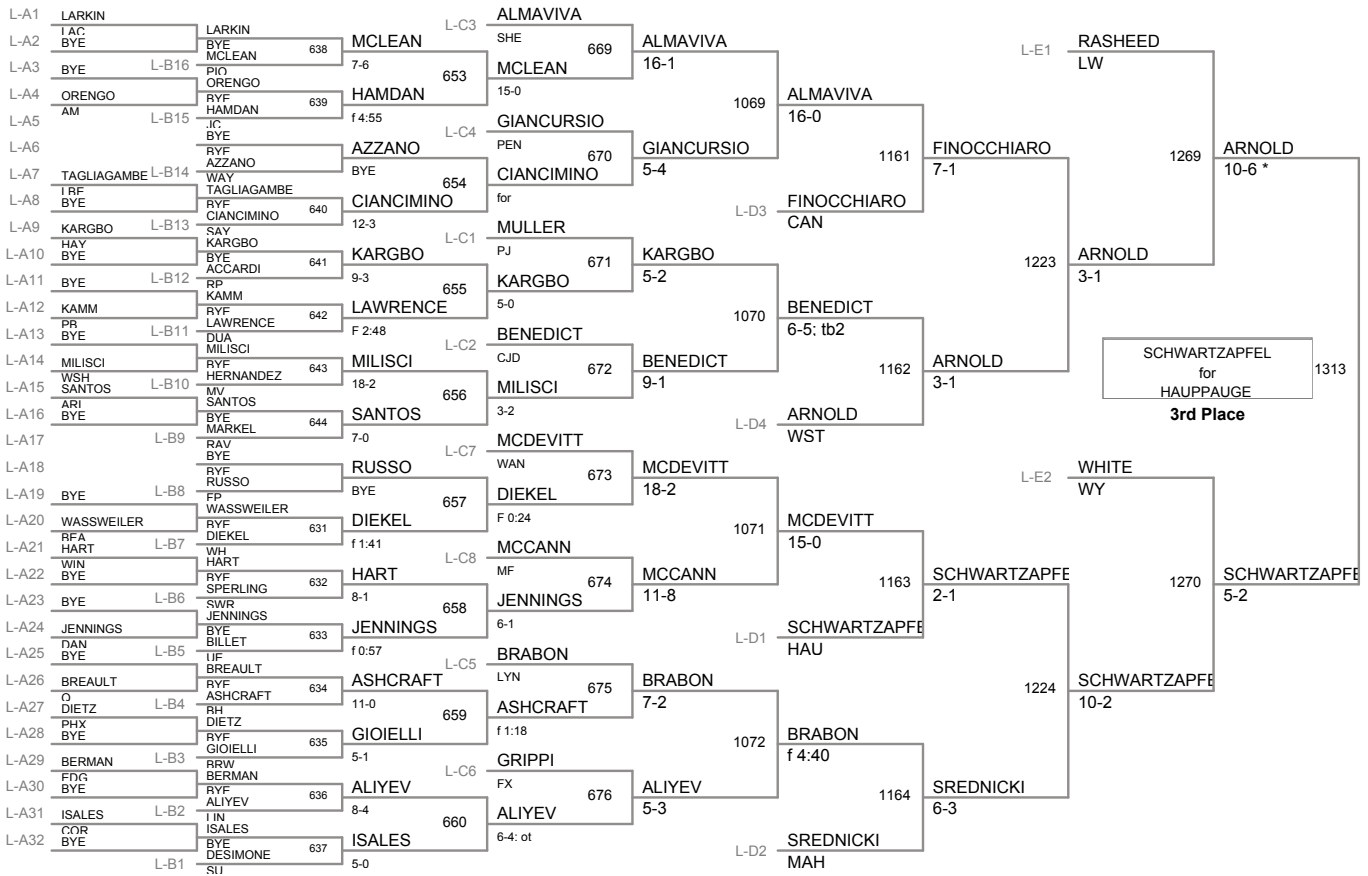 L-A1 LARKIN
LAC
L-A2 BYE
L-A3 BYE
L-A4 ORENGO
AM
L-A5
L-A6
L-A7 TAGLIAGAMBE
LBE
L-A8 BYE
L-A9 KARGBO
HAY
L-A10 BYE
L-A11 BYE
L-A12 KAMM
PB
L-A13 BYE
L-A14 MILISCI
WSH
L-A15 SANTOS
ARI
L-A16 BYE
L-A17
L-A18
L-A19 BYE
L-A20 WASSWEILER
BEA
L-A21 HART
WIN
L-A22 BYE
L-A23 BYE
L-A24 JENNINGS
DAN
L-A25 BYE
L-A26 BREAULT
O
L-A27 DIETZ
PHX
L-A28 BYE
L-A29 BERMAN
EDG
L-A30 BYE
L-A31 ISALES
COR
L-A32 BYE
LARKIN
BYE 638
L-B16 MCLEAN
PIO
ORENGO
BYE 639
L-B15 HAMDAN
JC
BYE
BYE
L-B14 AZZANO
WAY
TAGLIAGAMBE
BYE 640
L-B13 CIANCIMINO
SAY
KARGBO
BYE 641
L-B12 ACCARDI
RP
KAMM
BYE 642
L-B11 LAWRENCE
DUA
MILISCI
BYE 643
L-B10 HERNANDEZ
MV
SANTOS
BYE 644
L-B9 MARKEL
RAV
BYE
BYE
L-B8 RUSSO
EP
WASSWEILER
BYE 631
L-B7 DIEKEL
WH
HART
BYE 632
L-B6 SPERLING
SWR
JENNINGS
BYE 633
L-B5 BILLET
UE
BREAULT
BYE 634
L-B4 ASHCRAFT
BH
DIETZ
BYE 635
L-B3 GIOIELLI
BRW
BERMAN
BYE 636
L-B2 ALIYEV
LIN
ISALES
BYE 637
L-B1 DESIMONE
SU
MCLEAN
7-6
653
HAMDAN
f 4:55
AZZANO
BYE
654
CIANCIMINO
12-3
KARGBO
9-3
655
LAWRENCE
F 2:48
MILISCI
18-2
656
SANTOS
7-0
RUSSO
BYE
657
DIEKEL
f 1:41
HART
8-1
658
JENNINGS
f 0:57
ASHCRAFT
11-0
659
GIOIELLI
5-1
ALIYEV
8-4
660
ISALES
5-0
L-C3 ALMAVIVA
SHE
669
MCLEAN
15-0
L-C4 GIANCURSIO
PEN
670
CIANCIMINO
for
L-C1 MULLER
PJ
671
KARGBO
5-0
L-C2 BENEDICT
CJD
672
MILISCI
3-2
L-C7 MCDEVITT
WAN
673
DIEKEL
F 0:24
L-C8 MCCANN
MF
674
JENNINGS
6-1
L-C5 BRABON
LYN
675
ASHCRAFT
f 1:18
L-C6 GRIPPI
FX
676
ALIYEV
6-4: ot
ALMAVIVA
16-1
1069
GIANCURSIO
5-4
KARGBO
5-2
1070
BENEDICT
9-1
MCDEVITT
18-2
1071
MCCANN
11-8
BRABON
7-2
1072
ALIYEV
5-3
ALMAVIVA
16-0
1161
L-D3 FINOCCHIARO
CAN
BENEDICT
6-5: tb2
1162
L-D4 ARNOLD
WST
MCDEVITT
15-0
1163
L-D1 SCHWARTZAPFE
HAU
BRABON
f 4:40
1164
L-D2 SREDNICKI
MAH
FINOCCHIARO
7-1
1223
ARNOLD
3-1
SCHWARTZAPFE
2-1
1224
SREDNICKI
6-3
L-E1 RASHEED
LW
1269
ARNOLD
3-1
L-E2 WHITE
WY
1270
SCHWARTZAPFE
10-2
ARNOLD
10-6 *
SCHWARTZAPFE
5-2
SCHWARTZAPFEL
for
HAUPPAUGE
1313
3rd Place